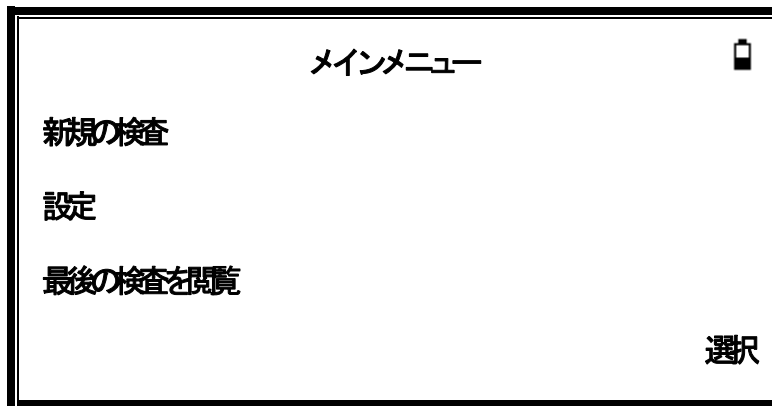 メインメニュー
新規の検査
設定
最後の検査を閲覧
選択